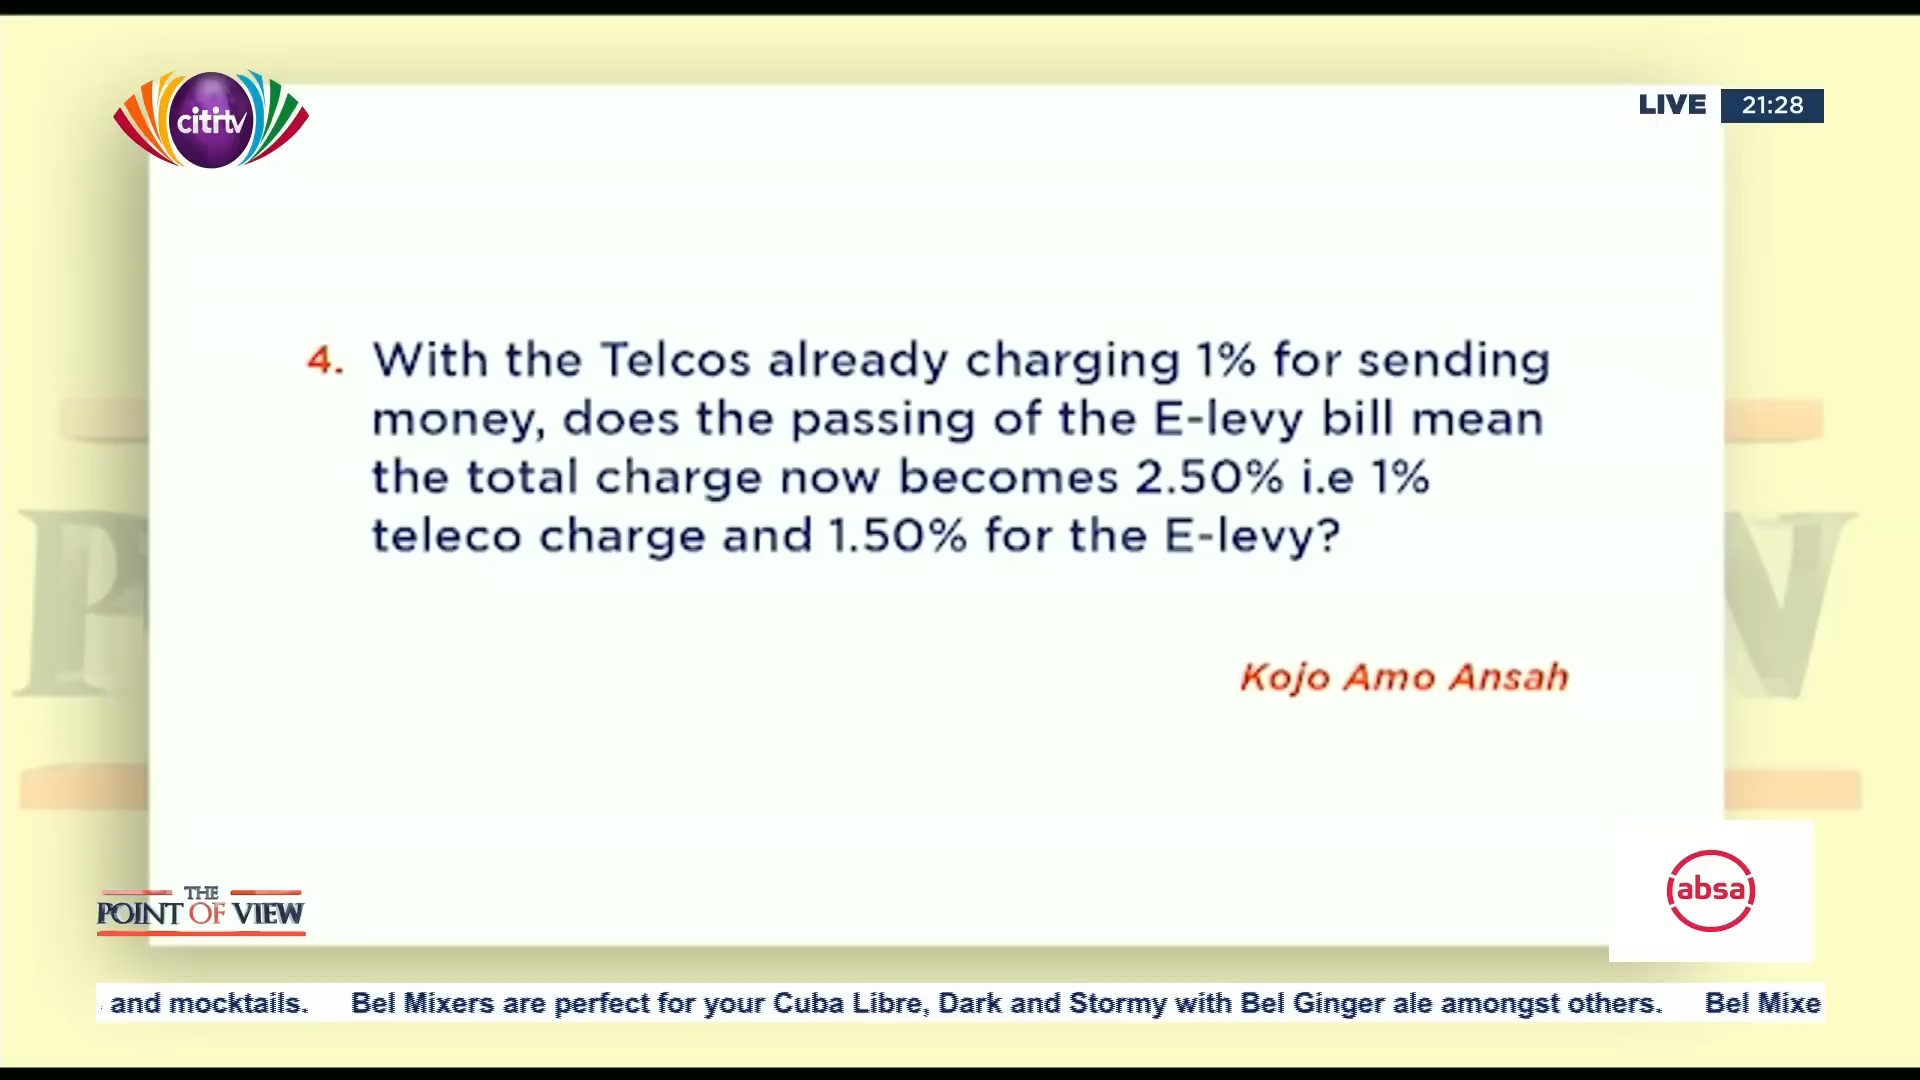 citi tv
LIVE 21:28
4. With the Telcos already charging 1% for sending
money, does the passing of the E-levy bill mean
the total charge now becomes 2.50% i.e 1%
teleco charge and 1.50% for the E-levy?
Kojo Amo Ansah
THE
POINT OF VIEW
absa
and mocktails. Bel Mixers are perfect for your Cuba Libre, Dark and Stormy with Bel Ginger ale amongst others. Bel Mixe